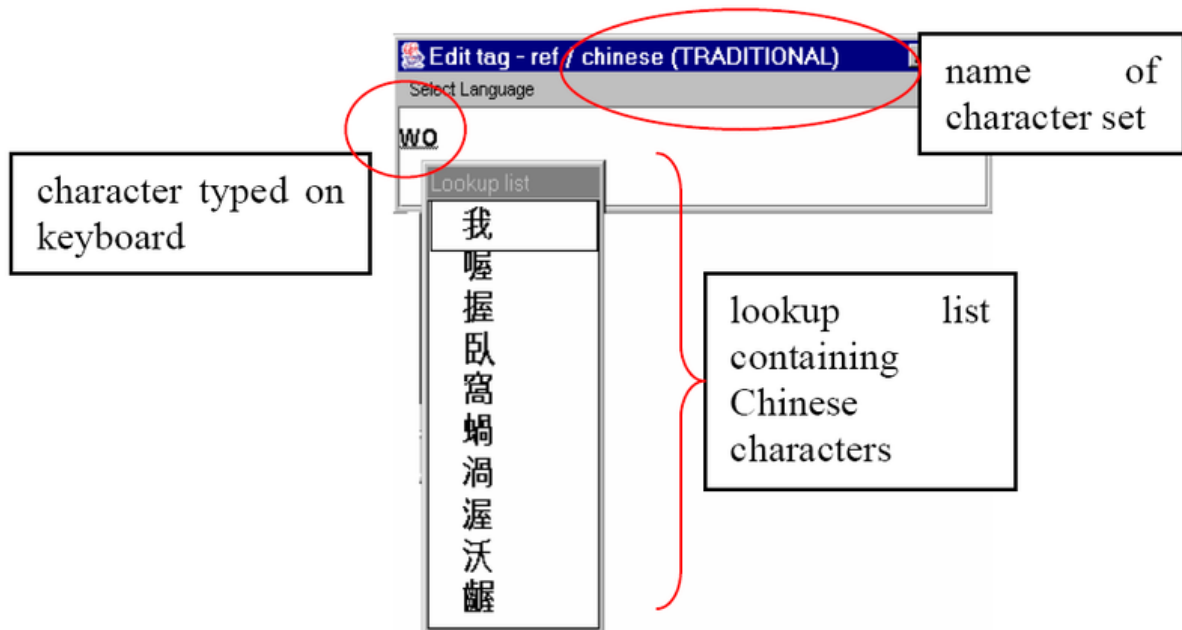 Edit tag - ref / chinese (TRADITIONAL)
Select Language
wo
Lookup list
我
喔
握
臥
窩
蝸
渦
渥
沃
齷
name of
character set
character typed on
keyboard
lookup list
containing
Chinese
characters